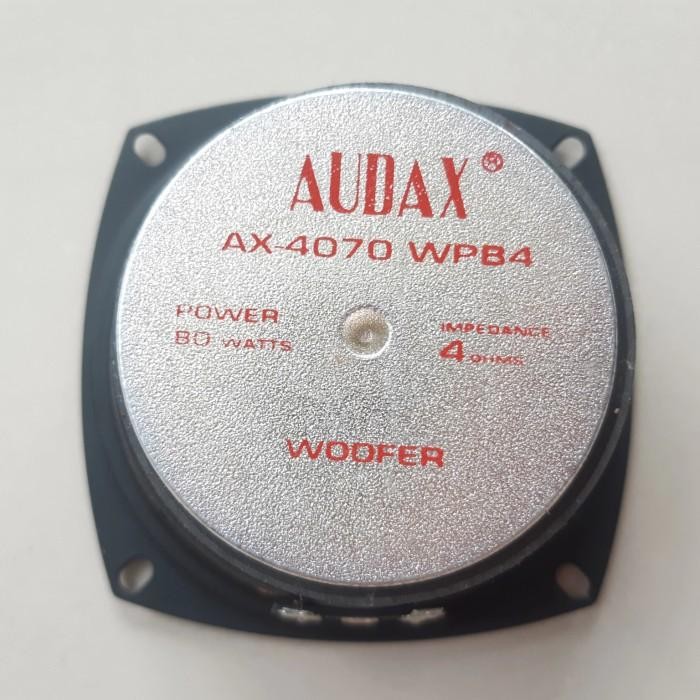 AUDAX®
AX-4070 WPB4
POWER
80 WATTS
IMPEDANCE
4 OHMS
WOOFER